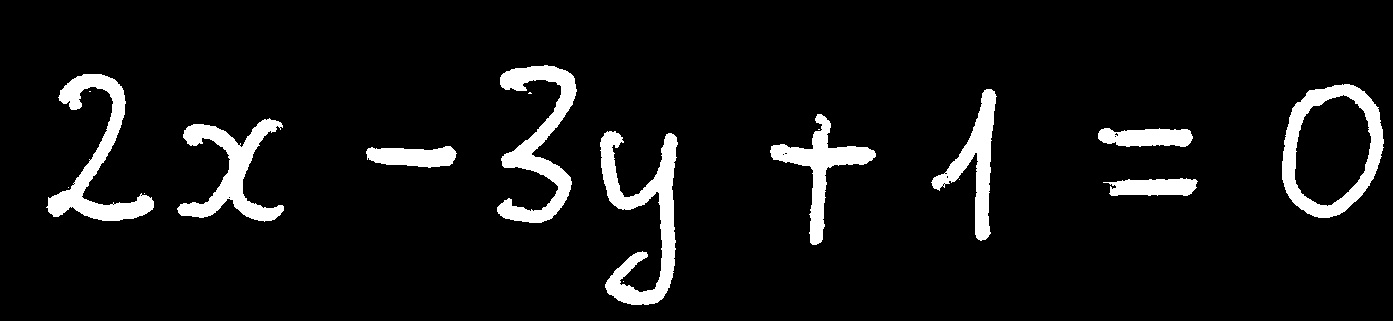 2x - 3y + 1 = 0